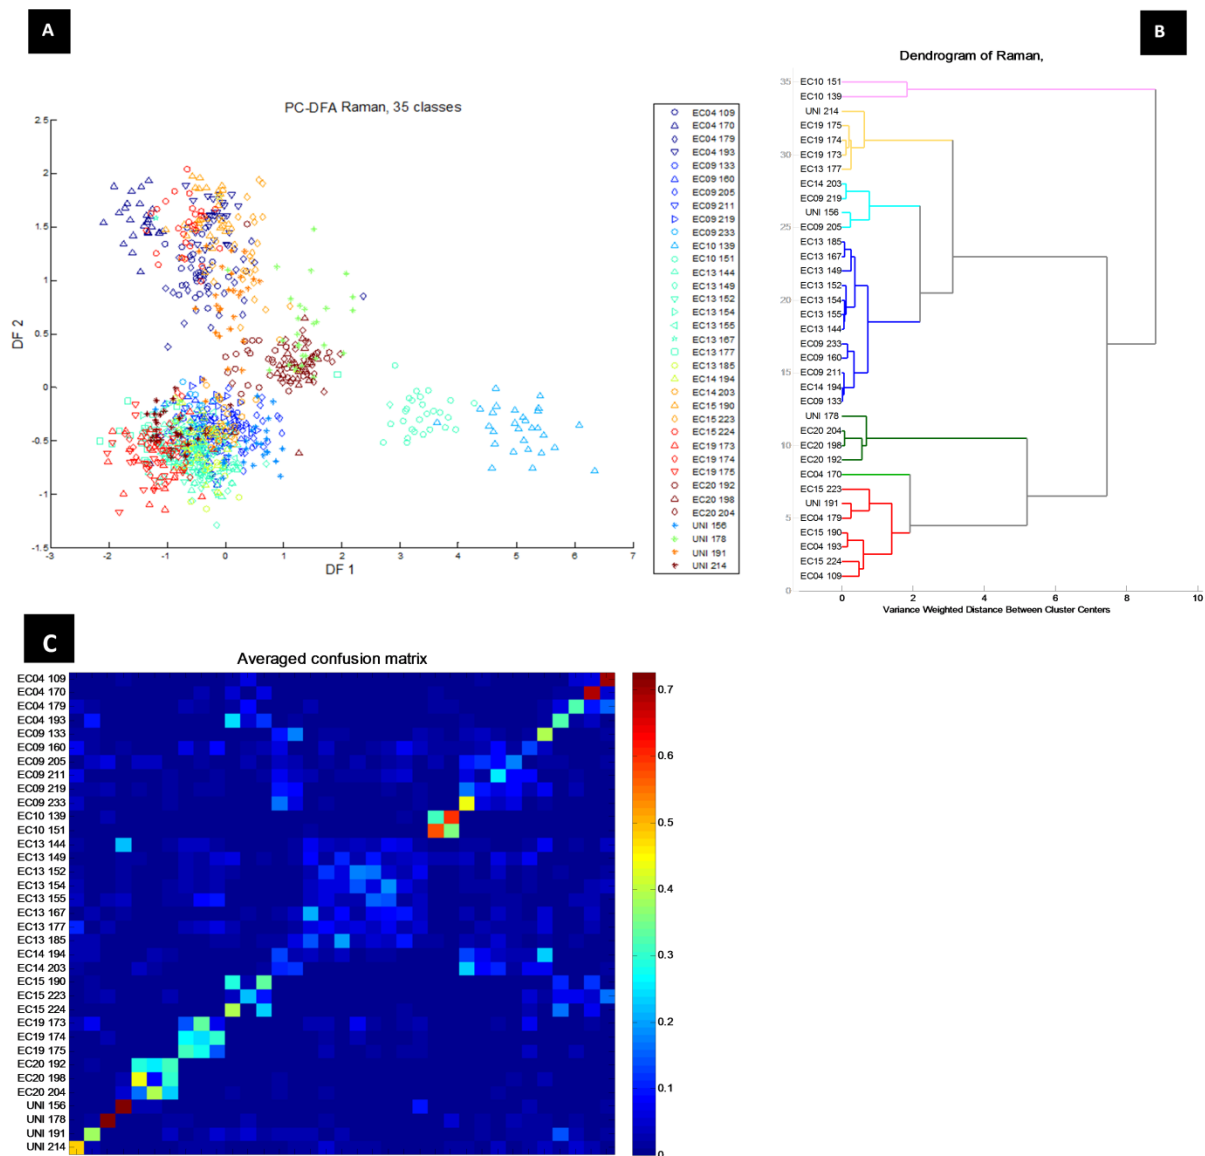 A
PC-DFA Raman, 35 classes
2.5
2
1.5
1
0.5
0
-0.5
-1
-1.5
DF 2
-3
-2
-1
0
1
2
3
4
5
6
7
DF 1
EC04 109
EC04 170
EC04 179
EC04 193
EC09 133
EC09 160
EC09 205
EC09 211
EC09 219
EC09 233
EC10 139
EC10 151
EC13 144
EC13 149
EC13 152
EC13 154
EC13 155
EC13 167
EC13 177
EC13 185
EC14 194
EC14 203
EC15 190
EC15 223
EC15 224
EC19 173
EC19 174
EC19 175
EC20 192
EC20 198
EC20 204
UNI 156
UNI 178
UNI 191
UNI 214
B
Dendrogram of Raman,
35
30
25
20
15
10
5
0
EC10 151
EC10 139
UNI 214
EC19 175
EC19 174
EC19 173
EC13 177
EC14 203
EC09 219
UNI 156
EC09 205
EC13 185
EC13 167
EC13 149
EC13 152
EC13 154
EC13 155
EC13 144
EC09 233
EC09 160
EC09 211
EC14 194
EC09 133
UNI 178
EC20 204
EC20 198
EC20 192
EC04 170
EC15 223
UNI 191
EC04 179
EC15 190
EC04 193
EC15 224
EC04 109
0
2
4
6
8
10
Variance Weighted Distance Between Cluster Centers
C
Averaged confusion matrix
EC04 109
EC04 170
EC04 179
EC04 193
EC09 133
EC09 160
EC09 205
EC09 211
EC09 219
EC09 233
EC10 139
EC10 151
EC13 144
EC13 149
EC13 152
EC13 154
EC13 155
EC13 167
EC13 177
EC13 185
EC14 194
EC14 203
EC15 190
EC15 223
EC15 224
EC19 173
EC19 174
EC19 175
EC20 192
EC20 198
EC20 204
UNI 156
UNI 178
UNI 191
UNI 214
0.7
0.6
0.5
0.4
0.3
0.2
0.1
0